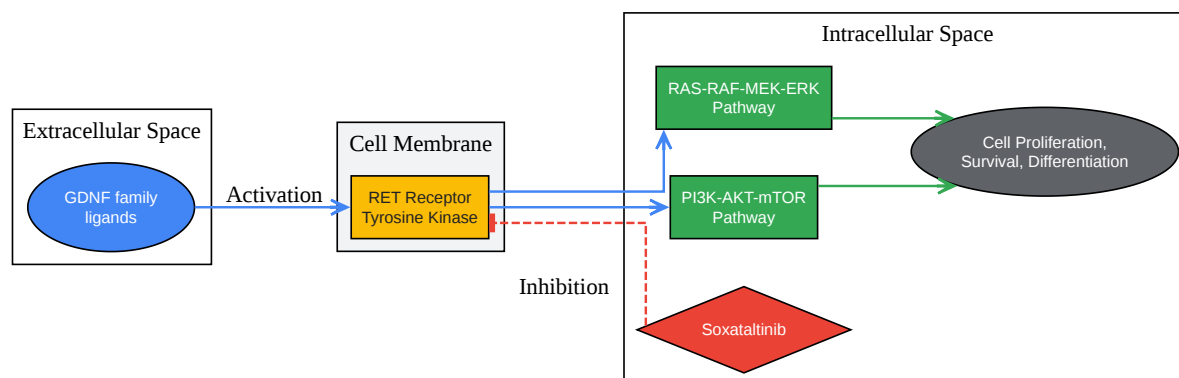 Extracellular Space
GDNF family
ligands
Activation
Cell Membrane
RET Receptor
Tyrosine Kinase
Inhibition
Intracellular Space
RAS-RAF-MEK-ERK
Pathway
PI3K-AKT-mTOR
Pathway
Soxataltinib
Cell Proliferation,
Survival, Differentiation